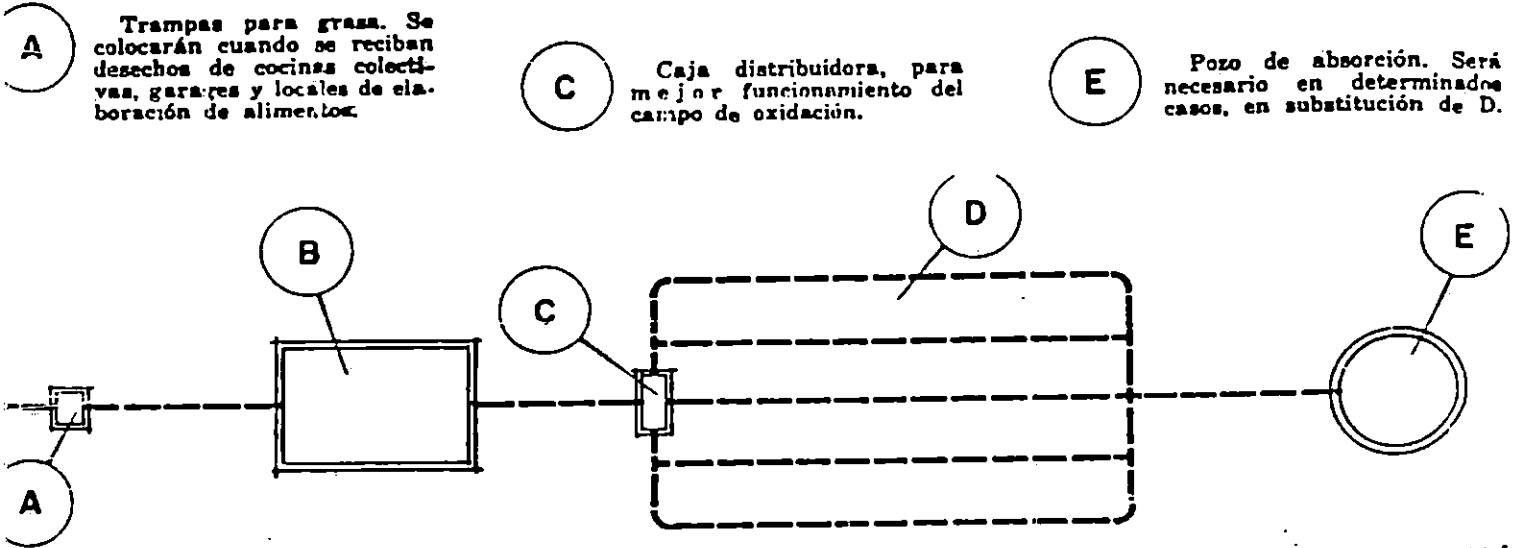 A
Trampas para grasa. Se
colocarán cuando se reciban
desechos de cocinas colecti-
vas, garages y locales de ela-
boración de alimentos.
C
Caja distribuidora, para
mejor funcionamiento del
campo de oxidación.
E
Pozo de absorción. Será
necesario en determinados
casos, en substitución de D.
B
C
D
E
A